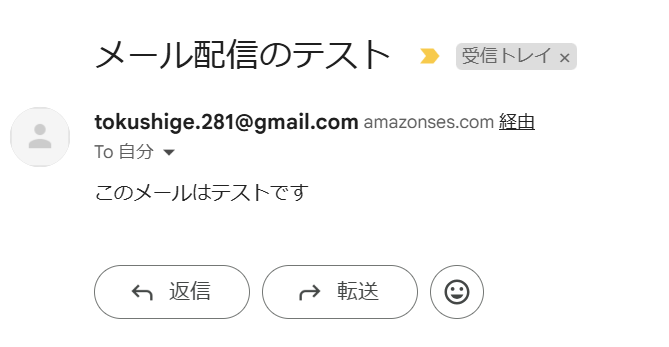 メール配信のテスト
受信トレイ ×
tokushige.281@gmail.com amazonses.com 経由
To 自分
このメールはテストです
返信
転送